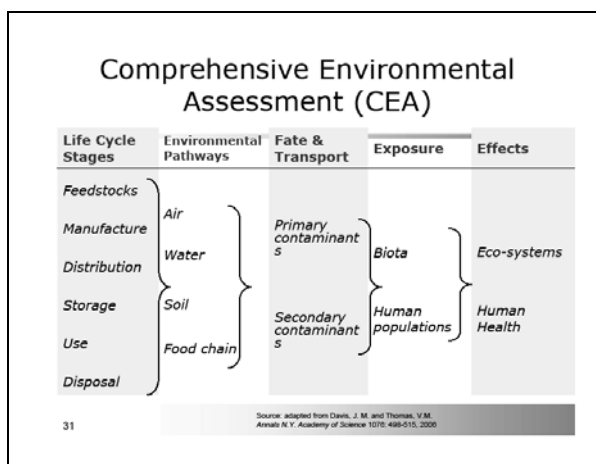 Comprehensive Environmental
Assessment (CEA)
Life Cycle
Stages
Environmental
Pathways
Fate &
Transport
Exposure
Effects
Feedstocks
Manufacture
Distribution
Storage
Use
Disposal
Air
Water
Soil
Food chain
Primary
contaminant
s
Secondary
contaminant
s
Biota
Human
populations
Eco-systems
Human
Health
31
Source: adapted from Davis, J. M. and Thomas, V.M.
Annals N.Y. Academy of Science 1076: 498-515, 2006